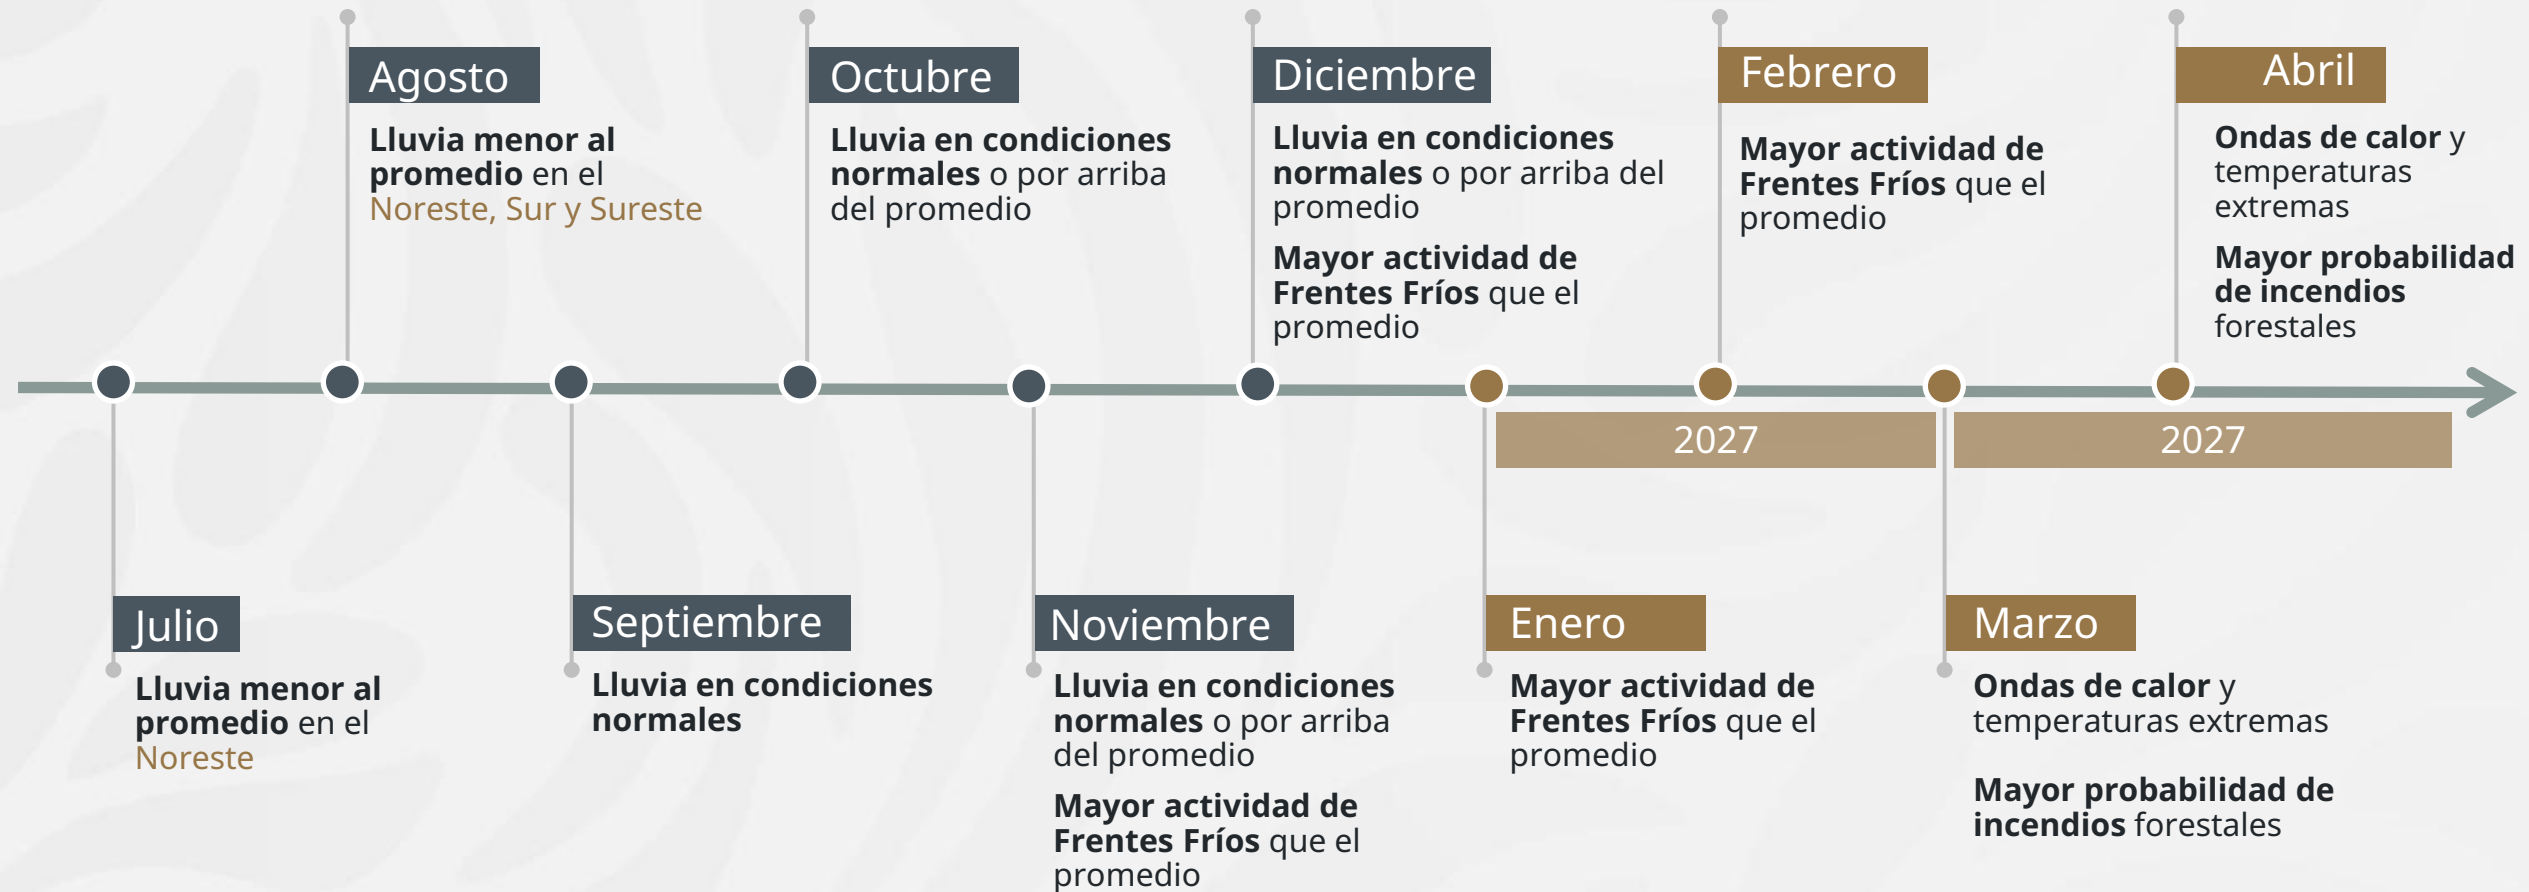 Agosto
Lluvia menor al
promedio en el
Noreste, Sur y Sureste
Octubre
Lluvia en condiciones
normales o por arriba
del promedio
Diciembre
Lluvia en condiciones
normales o por arriba del
promedio
Mayor actividad de
Frentes Fríos que el
promedio
Febrero
Mayor actividad de
Frentes Fríos que el
promedio
Abril
Ondas de calor y
temperaturas
extremas
Mayor probabilidad
de incendios
forestales
2027
2027
Julio
Lluvia menor al
promedio en el
Noreste
Septiembre
Lluvia en condiciones
normales
Noviembre
Lluvia en condiciones
normales o por arriba
del promedio
Mayor actividad de
Frentes Fríos que el
promedio
Enero
Mayor actividad de
Frentes Fríos que el
promedio
Marzo
Ondas de calor y
temperaturas extremas
Mayor probabilidad de
incendios forestales